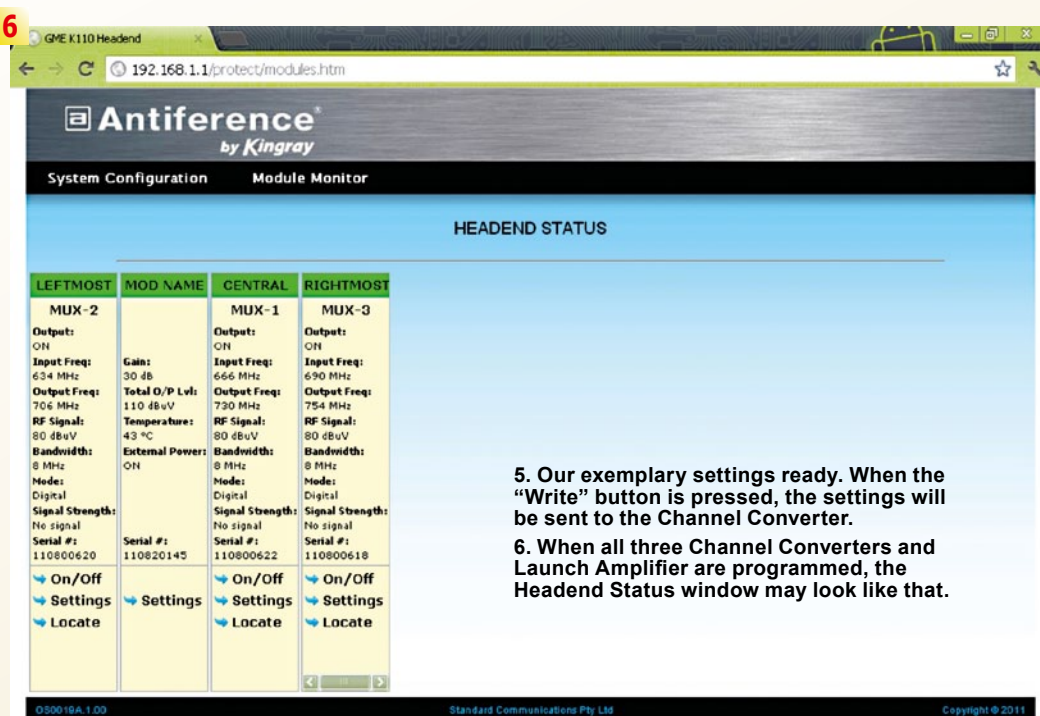 6
GME K110 Headend
192.168.1.1/protect/modules.htm
a Antiference®
by Kingray
System Configuration Module Monitor
HEADEND STATUS
LEFTMOST
MUX-2
Output:
ON
Input Freq:
634 MHz
Output Freq:
706 MHz
RF Signal:
80 dBuV
Bandwidth:
8 MHz
Mode:
Digital
Signal Strength:
No signal
Serial #:
110800620
On/Off
Settings
Locate
MOD NAME
Gain:
30 dB
Total O/P Lvl:
110 dBuV
Temperature:
43 °C
External Power:
ON
Serial #:
110820145
Settings
CENTRAL
MUX-1
Output:
ON
Input Freq:
666 MHz
Output Freq:
730 MHz
RF Signal:
80 dBuV
Bandwidth:
8 MHz
Mode:
Digital
Signal Strength:
No signal
Serial #:
110800622
On/Off
Settings
Locate
RIGHTMOST
MUX-3
Output:
ON
Input Freq:
690 MHz
Output Freq:
754 MHz
RF Signal:
80 dBuV
Bandwidth:
8 MHz
Mode:
Digital
Signal Strength:
No signal
Serial #:
110800618
On/Off
Settings
Locate
5. Our exemplary settings ready. When the
“Write” button is pressed, the settings will
be sent to the Channel Converter.
6. When all three Channel Converters and
Launch Amplifier are programmed, the
Headend Status window may look like that.
OS0019A.1.00 Standard Communications Pty Ltd Copyright © 2011